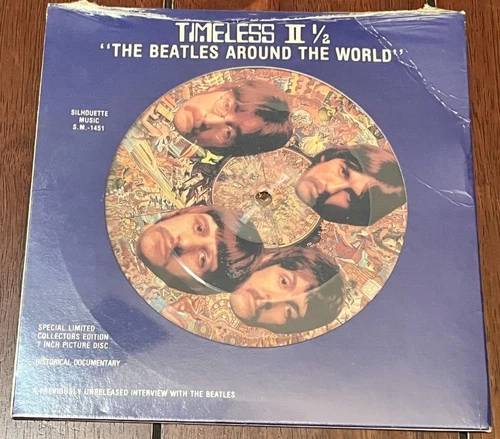 TIMELESS II 1/2
"THE BEATLES AROUND THE WORLD"
SILHOUETTE
MUSIC
S.M.-1451
SPECIAL LIMITED
COLLECTORS EDITION
7 INCH PICTURE DISC
HISTORICAL DOCUMENTARY
A PREVIOUSLY UNRELEASED INTERVIEW WITH THE BEATLES